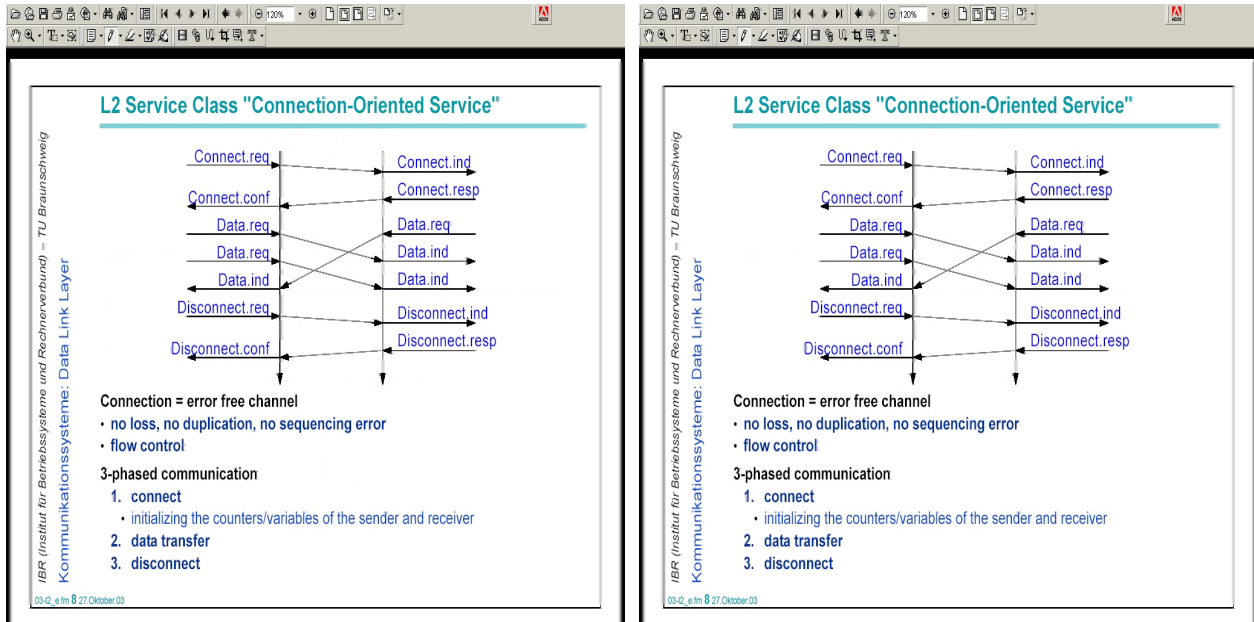 120%
Adobe
L2 Service Class "Connection-Oriented Service"
Connect.req
Connect.ind
Connect.resp
Connect.conf
Data.req
Data.req
Data.req
Data.ind
Data.ind
Data.ind
Disconnect.req
Disconnect.ind
Disconnect.resp
Disconnect.conf
Connection = error free channel
• no loss, no duplication, no sequencing error
• flow control
3-phased communication
1. connect
• initializing the counters/variables of the sender and receiver
2. data transfer
3. disconnect
IBR (Institut für Betriebssysteme und Rechnerverbund) – TU Braunschweig
Kommunikationssysteme: Data Link Layer
03-l2_e.fm 8 27.Oktober.03
120%
Adobe
L2 Service Class "Connection-Oriented Service"
Connect.req
Connect.ind
Connect.resp
Connect.conf
Data.req
Data.req
Data.req
Data.ind
Data.ind
Data.ind
Disconnect.req
Disconnect.ind
Disconnect.resp
Disconnect.conf
Connection = error free channel
• no loss, no duplication, no sequencing error
• flow control
3-phased communication
1. connect
• initializing the counters/variables of the sender and receiver
2. data transfer
3. disconnect
IBR (Institut für Betriebssysteme und Rechnerverbund) – TU Braunschweig
Kommunikationssysteme: Data Link Layer
03-l2_e.fm 8 27.Oktober.03